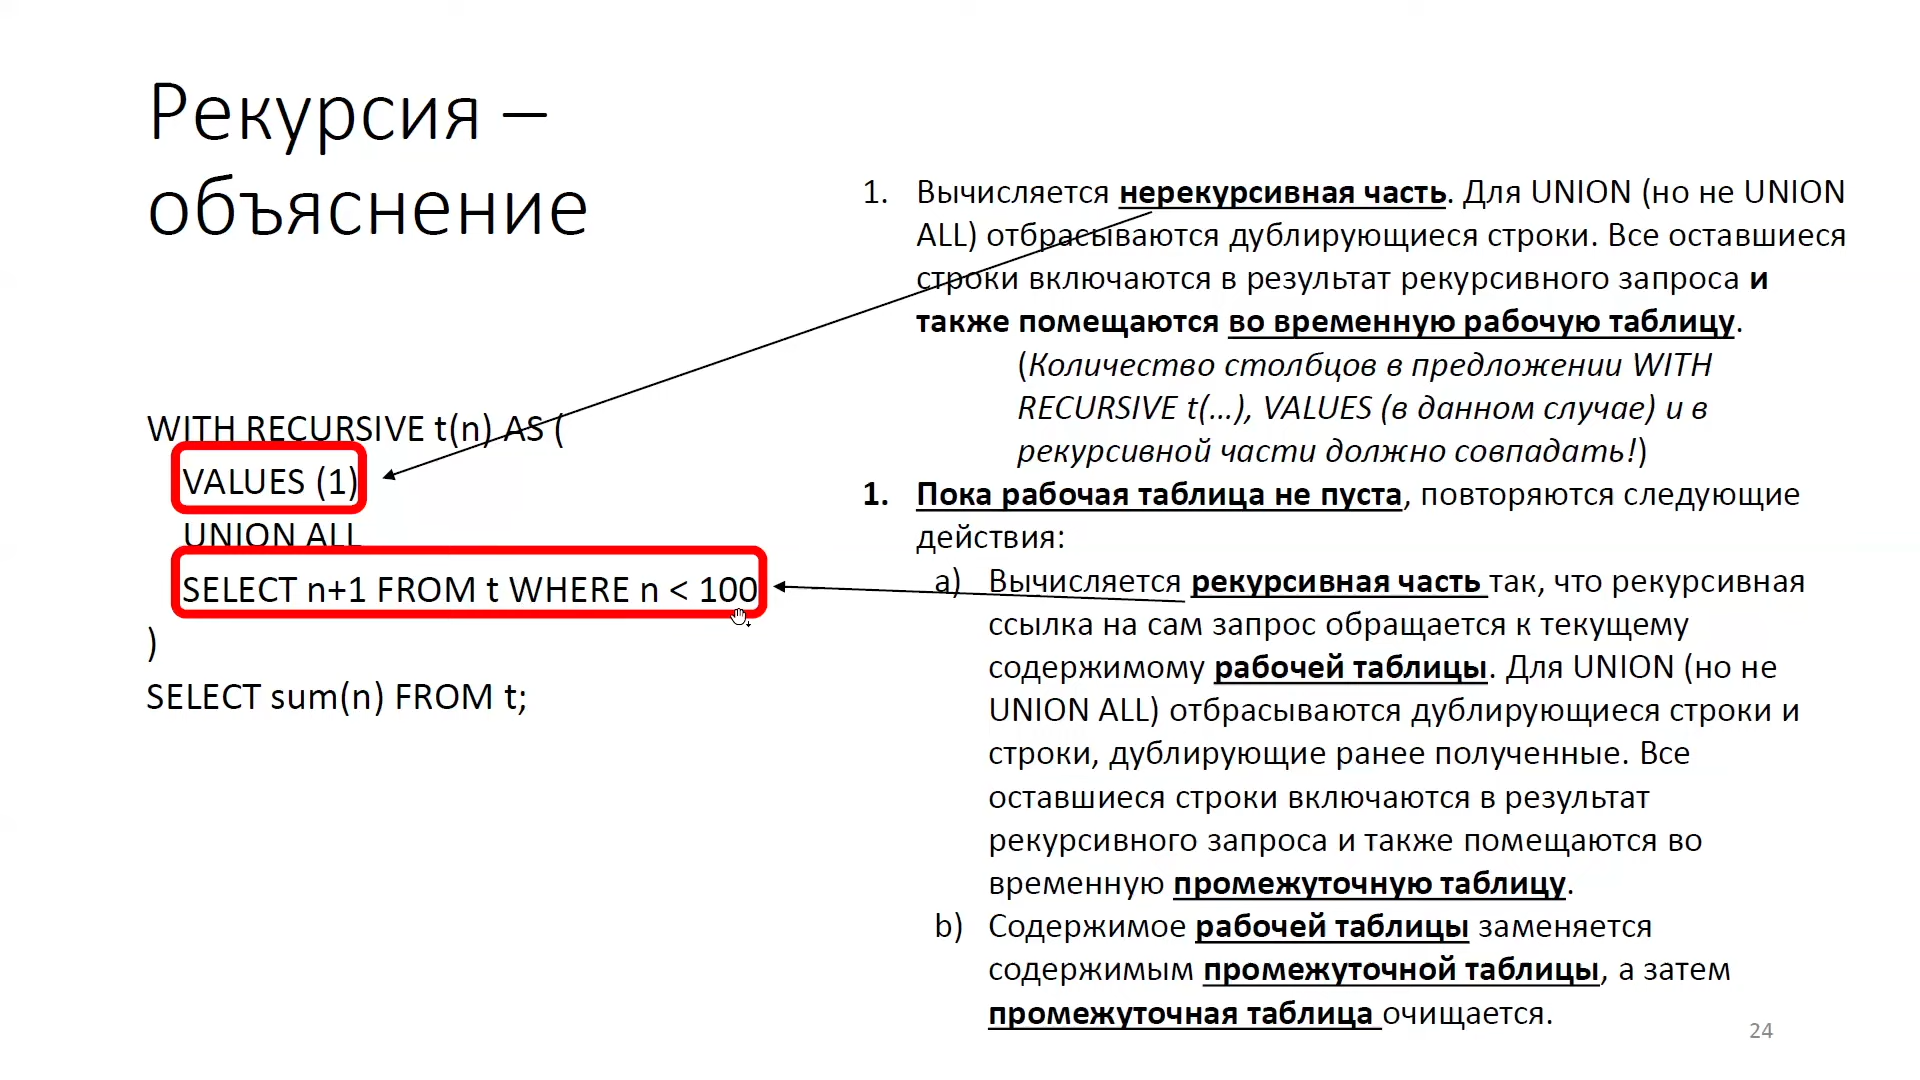 Рекурсия –
объяснение
WITH RECURSIVE t(n) AS (
VALUES (1)
UNION ALL
SELECT n+1 FROM t WHERE n < 100
)
SELECT sum(n) FROM t;
1. Вычисляется нерекурсивная часть. Для UNION (но не UNION
ALL) отбрасываются дублирующиеся строки. Все оставшиеся
строки включаются в результат рекурсивного запроса и
также помещаются во временную рабочую таблицу.
(Количество столбцов в предложении WITH
RECURSIVE t(...), VALUES (в данном случае) и в
рекурсивной части должно совпадать!)
1. Пока рабочая таблица не пуста, повторяются следующие
действия:
a) Вычисляется рекурсивная часть так, что рекурсивная
ссылка на сам запрос обращается к текущему
содержимому рабочей таблицы. Для UNION (но не
UNION ALL) отбрасываются дублирующиеся строки и
строки, дублирующие ранее полученные. Все
оставшиеся строки включаются в результат
рекурсивного запроса и также помещаются во
временную промежуточную таблицу.
b) Содержимое рабочей таблицы заменяется
содержимым промежуточной таблицы, а затем
промежуточная таблица очищается.
24